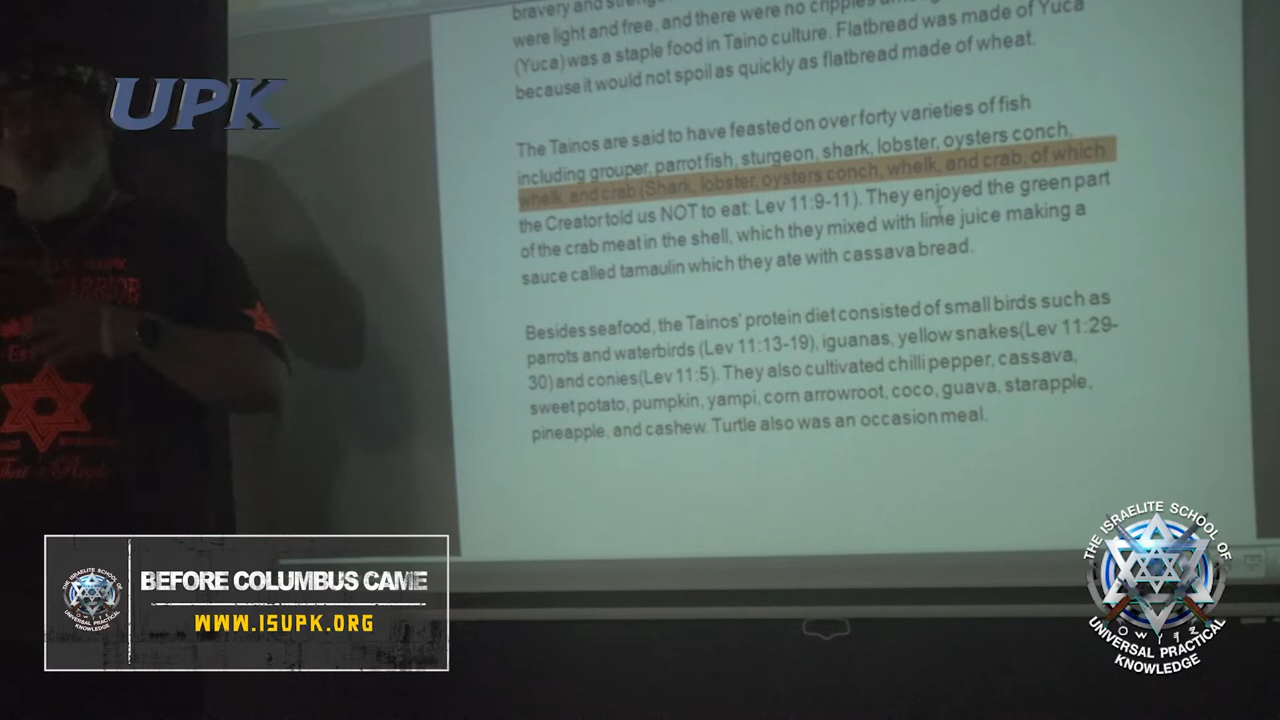 bravery and
were light and free, and there were no cripples
(Yuca) was a staple food in Taino culture. Flatbread was made of Yuca
because it would not spoil as quickly as flatbread made of wheat.
The Tainos are said to have feasted on over forty varieties of fish
including grouper, parrotfish, sturgeon, shark, lobster, oysters conch,
whelk, and crab (Shark, lobster, oysters conch, whelk, and crab, of which
the Creator told us NOT to eat: Lev 11:9-11). They enjoyed the green part
of the crab meat in the shell, which they mixed with lime juice making a
sauce called tamaulin which they ate with cassava bread.
Besides seafood, the Tainos' protein diet consisted of small birds such as
parrots and waterbirds (Lev 11:13-19), iguanas, yellow snakes(Lev 11:29-
30) and conies(Lev 11:5). They also cultivated chilli pepper, cassava,
sweet potato, pumpkin, yampi, corn arrowroot, coco, guava, starapple,
pineapple, and cashew. Turtle also was an occasion meal.
UPK
BEFORE COLUMBUS CAME
WWW.ISUPK.ORG
THE ISRAELITE SCHOOL OF
UNIVERSAL PRACTICAL
KNOWLEDGE
THE ISRAELITE SCHOOL OF
UNIVERSAL PRACTICAL
KNOWLEDGE